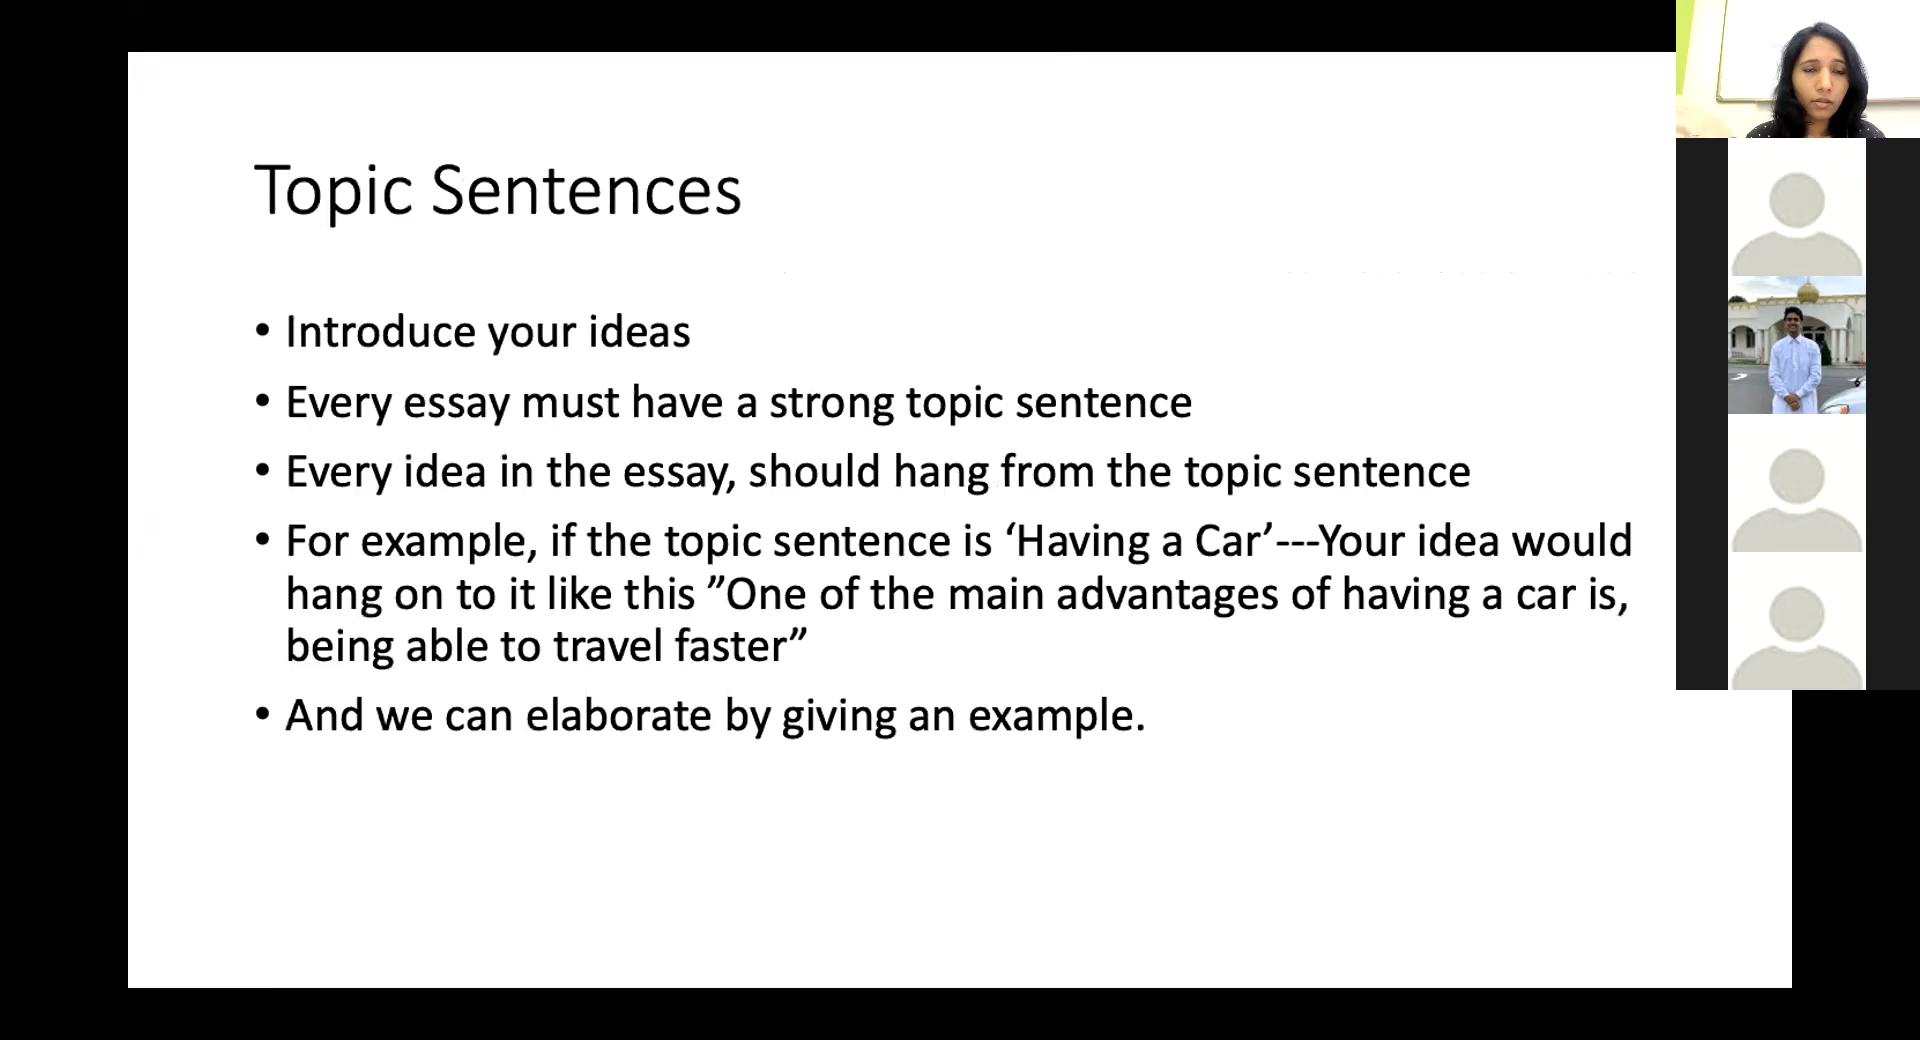 Topic Sentences
• Introduce your ideas
• Every essay must have a strong topic sentence
• Every idea in the essay, should hang from the topic sentence
• For example, if the topic sentence is ‘Having a Car’---Your idea would
hang on to it like this ”One of the main advantages of having a car is,
being able to travel faster”
• And we can elaborate by giving an example.